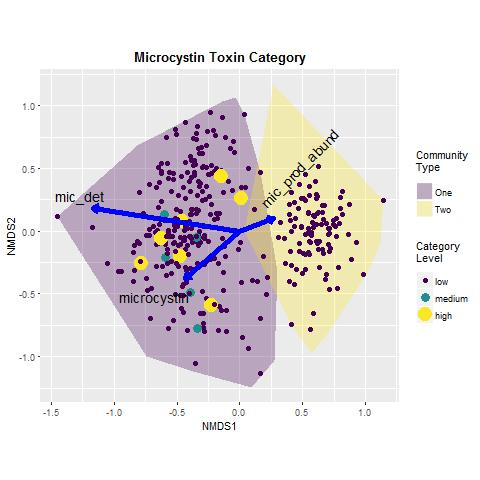 Microcystin Toxin Category
1.0
0.5
0.0
-0.5
-1.0
NMDS2
mic_det
mic_prod_abund
microcystin
-1.5 -1.0 -0.5 0.0 0.5 1.0
NMDS1
Community
Type
One
Two
Category
Level
low
medium
high